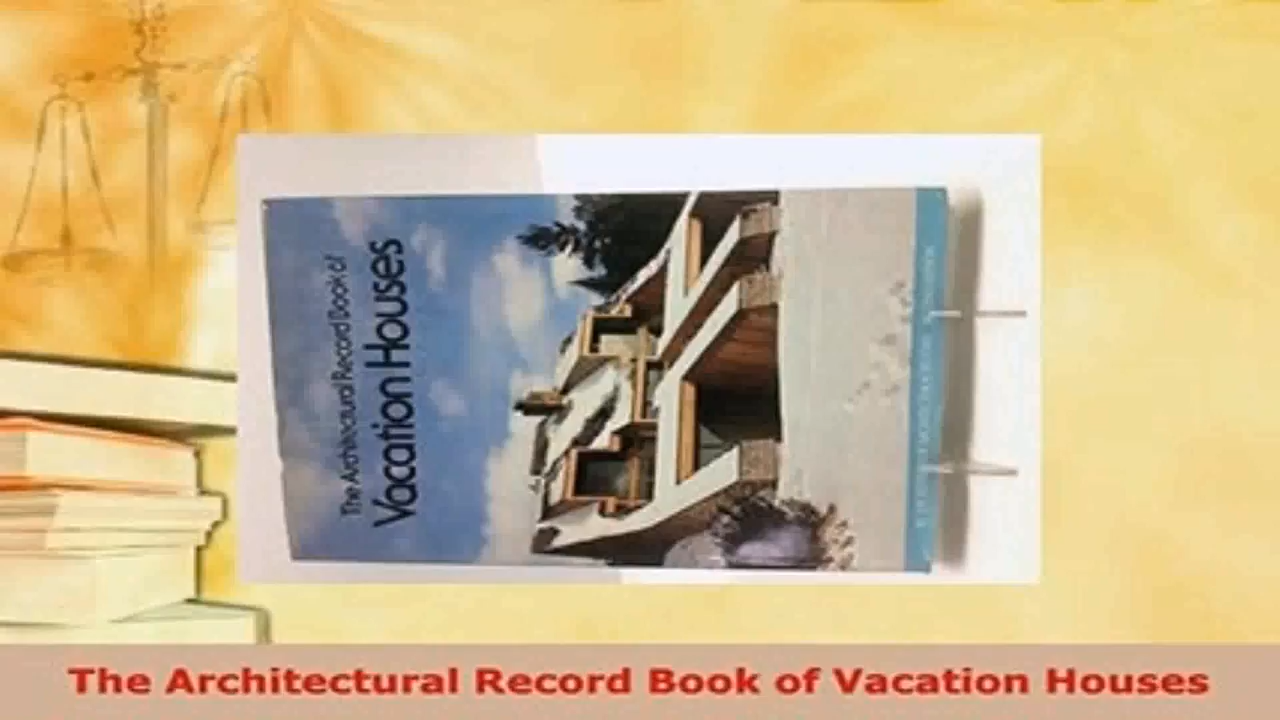 The Architectural Record Book of
Vacation Houses
The Architectural Record Book of Vacation Houses